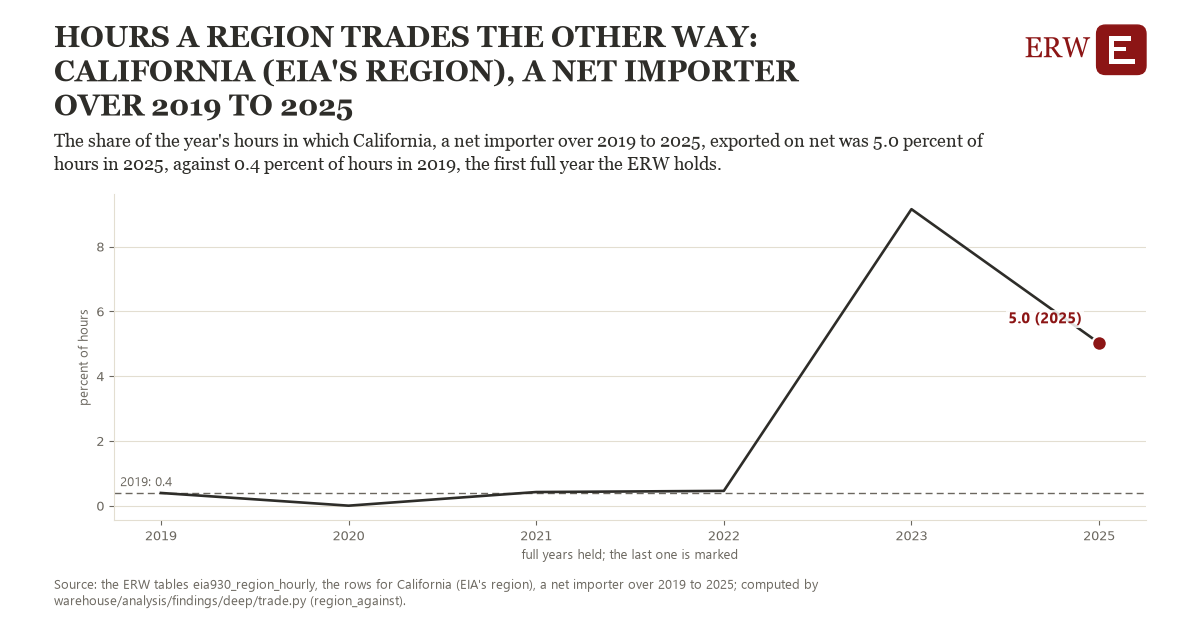 HOURS A REGION TRADES THE OTHER WAY:
CALIFORNIA (EIA'S REGION), A NET IMPORTER
OVER 2019 TO 2025
ERW E
The share of the year's hours in which California, a net importer over 2019 to 2025, exported on net was 5.0 percent of
hours in 2025, against 0.4 percent of hours in 2019, the first full year the ERW holds.
percent of hours
8
6
4
2
0
5.0 (2025)
2019: 0.4
2019 2020 2021 2022 2023 2025
full years held; the last one is marked
Source: the ERW tables eia930_region_hourly, the rows for California (EIA's region), a net importer over 2019 to 2025; computed by
warehouse/analysis/findings/deep/trade.py (region_against).